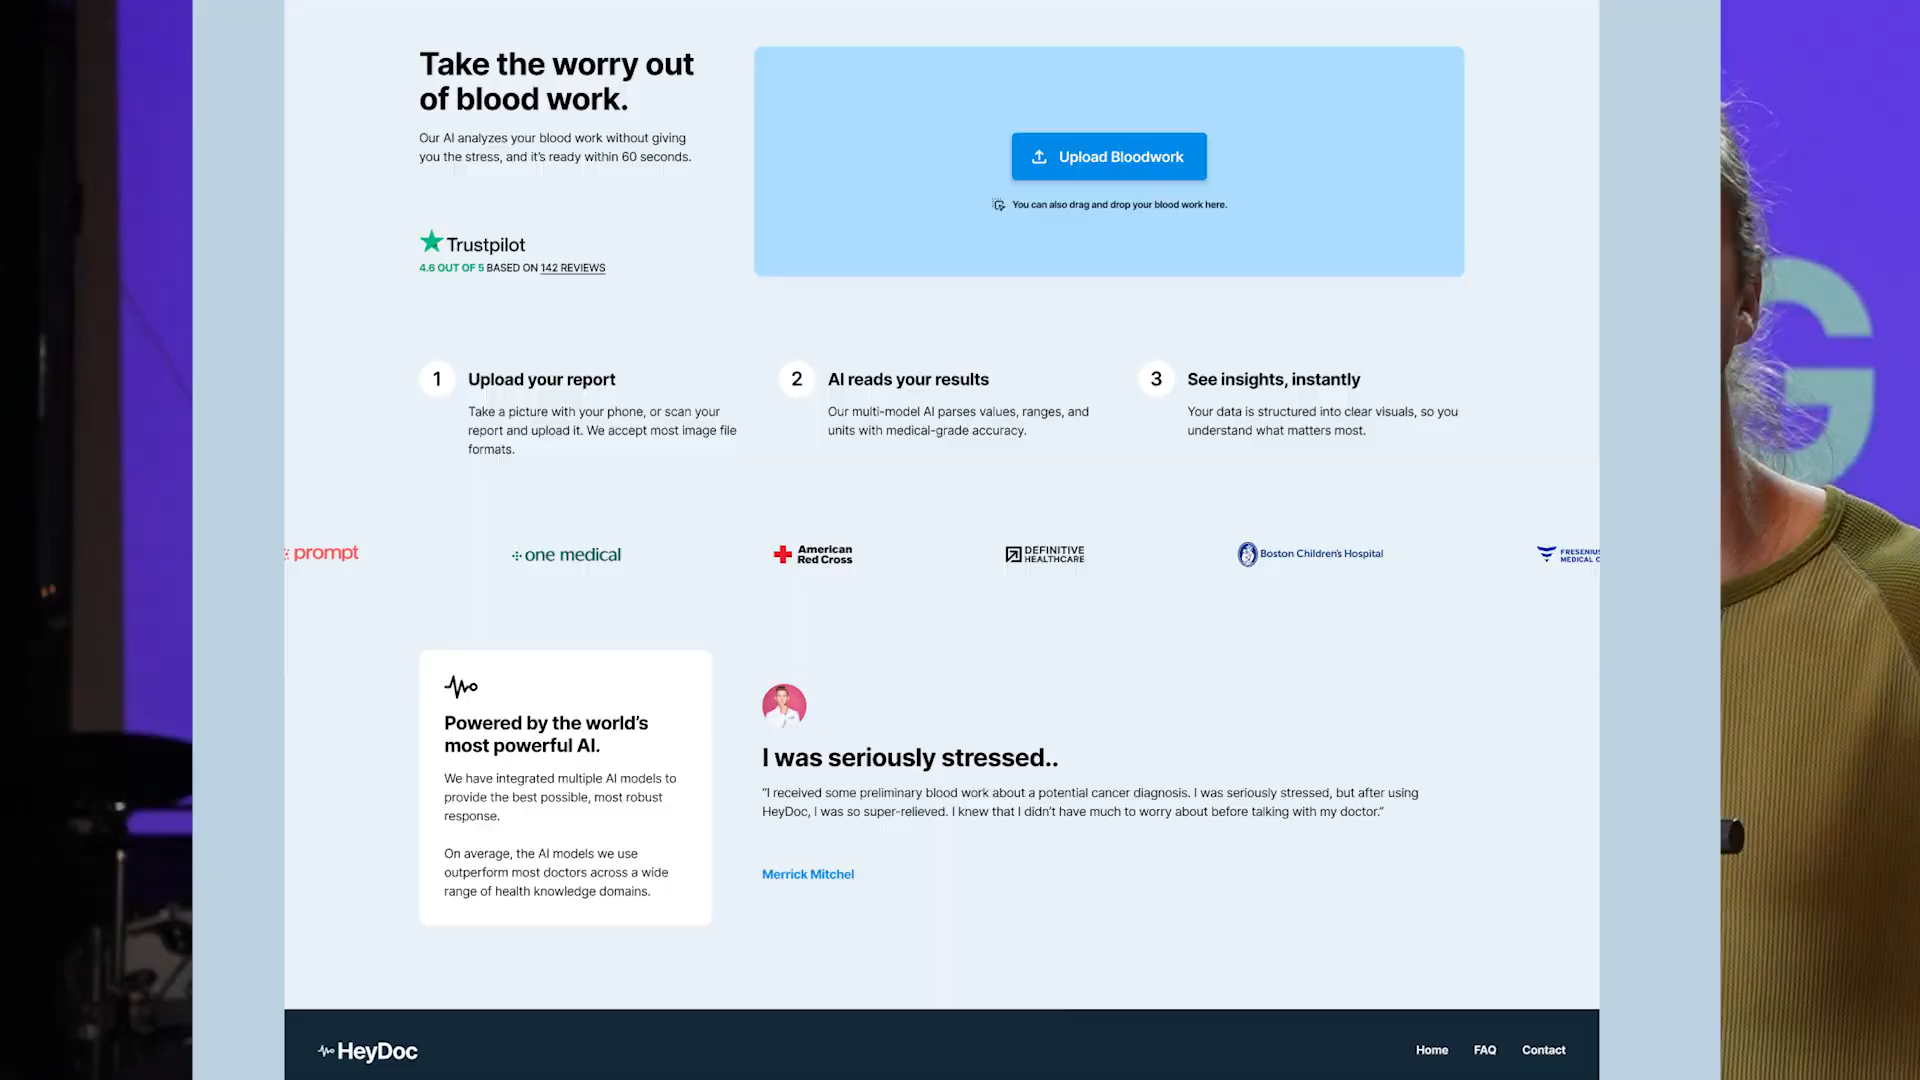 Take the worry out
of blood work.
Our AI analyzes your blood work without giving
you the stress, and it's ready within 60 seconds.
Upload Bloodwork
You can also drag and drop your blood work here.
Trustpilot
4.6 OUT OF 5 BASED ON 142 REVIEWS
G
1 Upload your report
Take a picture with your phone, or scan your
report and upload it. We accept most image file
formats.
2 AI reads your results
Our multi-model AI parses values, ranges, and
units with medical-grade accuracy.
3 See insights, instantly
Your data is structured into clear visuals, so you
understand what matters most.
prompt
one medical
American
Red Cross
DEFINITIVE
HEALTHCARE
Boston Children's Hospital
FRESENIUS
MEDICAL
Powered by the world's
most powerful AI.
We have integrated multiple AI models to
provide the best possible, most robust
response.
On average, the AI models we use
outperform most doctors across a wide
range of health knowledge domains.
I was seriously stressed..
"I received some preliminary blood work about a potential cancer diagnosis. I was seriously stressed, but after using
HeyDoc, I was so super-relieved. I knew that I didn't have much to worry about before talking with my doctor."
Merrick Mitchel
HeyDoc
Home FAQ Contact